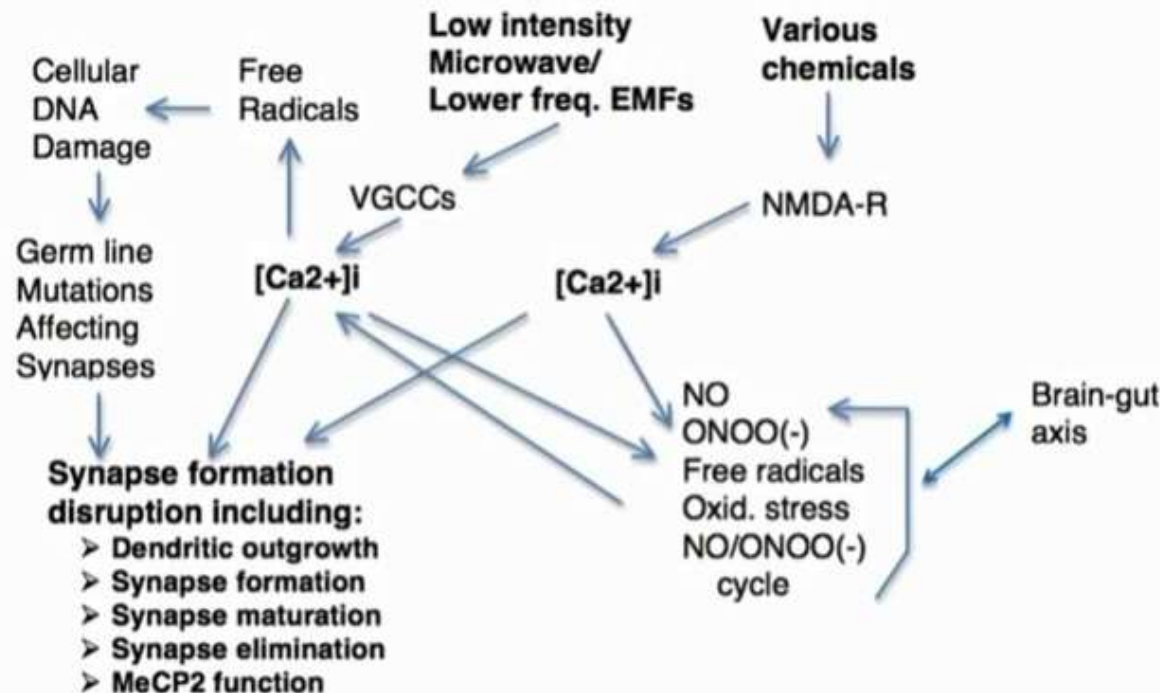 Low intensity
Microwave/
Lower freq. EMFs
Various
chemicals
Cellular
DNA
Damage
Free
Radicals
VGCCs
NMDA-R
Germ line
Mutations
Affecting
Synapses
[Ca2+]i
[Ca2+]i
NO
ONOO(-)
Free radicals
Oxid. stress
NO/ONOO(-)
cycle
Brain-gut
axis
Synapse formation
disruption including:
➢ Dendritic outgrowth
➢ Synapse formation
➢ Synapse maturation
➢ Synapse elimination
➢ MeCP2 function